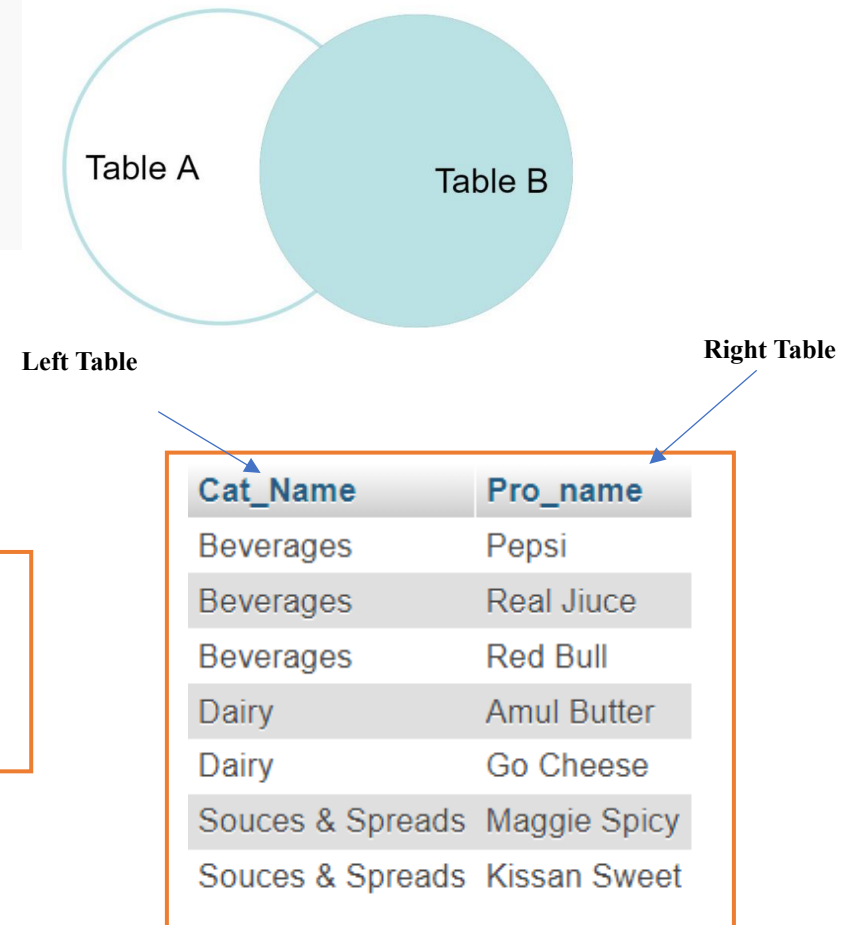 Table A
Table B
Left Table
Right Table
Cat_Name Pro_name
Beverages Pepsi
Beverages Real Jiuce
Beverages Red Bull
Dairy Amul Butter
Dairy Go Cheese
Souces & Spreads Maggie Spicy
Souces & Spreads Kissan Sweet